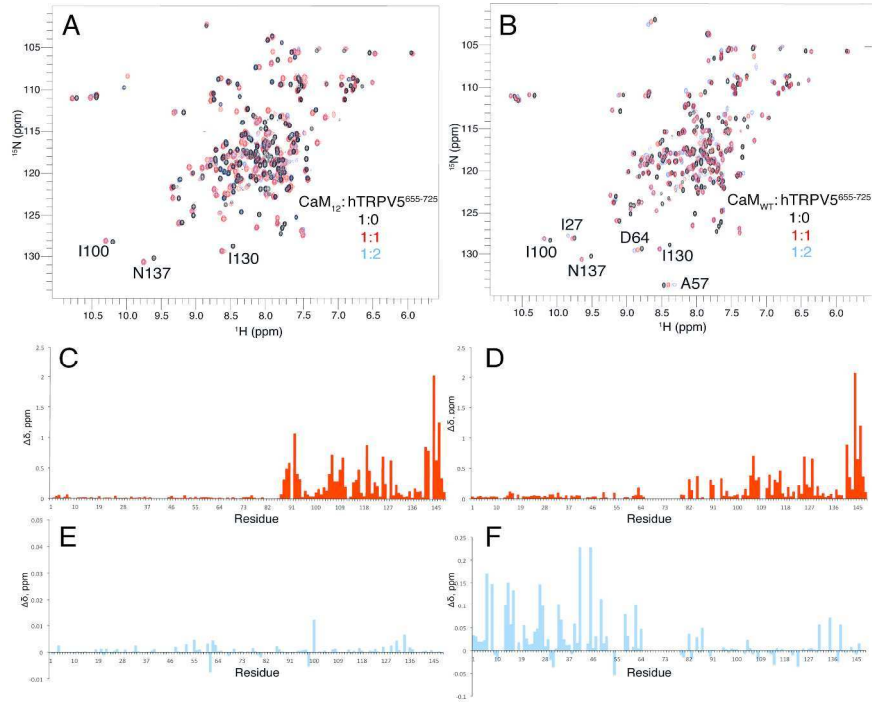 A
B
105
110
115
120
125
130
¹⁵N (ppm)
CaM₁₂:hTRPV5⁶⁵⁵⁻⁷²⁵
1:0
1:1
1:2
I100
N137
I130
10.5 10.0 9.5 9.0 8.5 8.0 7.5 7.0 6.5 6.0
¹H (ppm)
105
110
115
120
125
130
¹⁵N (ppm)
CaM_WT:hTRPV5⁶⁵⁵⁻⁷²⁵
1:0
1:1
1:2
I27
D64
I100
I130
N137
A57
10.5 10.0 9.5 9.0 8.5 8.0 7.5 7.0 6.5 6.0
¹H (ppm)
C
2.5
2
1.5
1
0.5
0
Δδ, ppm
1 10 19 28 37 46 55 64 73 82 91 100 109 118 127 136 145
Residue
D
2.5
2
1.5
1
0.5
0
Δδ, ppm
1 10 19 28 37 46 55 64 73 82 91 100 109 118 127 136 145
Residue
E
0.05
0.04
0.03
0.02
0.01
0
-0.01
Δδ, ppm
1 10 19 28 37 46 55 64 73 82 91 100 109 118 127 136 145
Residue
F
0.25
0.2
0.15
0.1
0.05
0
-0.05
-0.1
Δδ, ppm
1 10 19 28 37 46 55 64 73 82 91 100 109 118 127 136 145
Residue